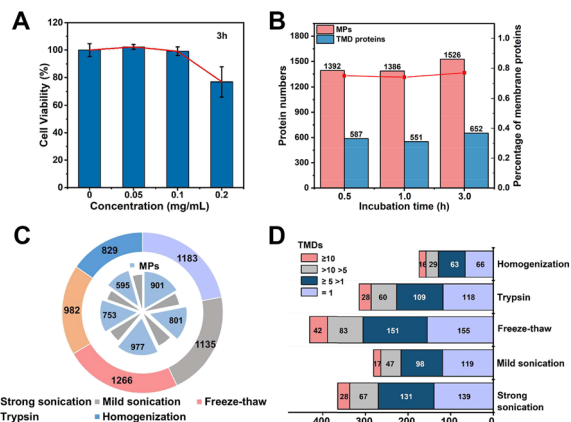 A
3h
120
100
80
60
40
20
0
Cell Viability (%)
0 0.05 0.1 0.2
Concentration (mg/mL)
B
MPs
TMD proteins
1800
1500
1200
900
600
300
0
Protein numbers
1392 1386 1526
587 551 652
0.5 1.0 3.0
Incubation time (h)
1.0
0.8
0.6
0.4
0.2
0.0
Percentage of membrane proteins
C
MPs
829 1183
595 901
982 753 801
977 1135
1266
Strong sonication Mild sonication Freeze-thaw
Trypsin Homogenization
D
TMDs
≥10
>10 >5
≥ 5 >1
= 1
16 29 63 66 Homogenization
28 60 109 118 Trypsin
42 83 151 155 Freeze-thaw
17 47 98 119 Mild sonication
28 67 131 139 Strong
sonication
400 300 200 100 0